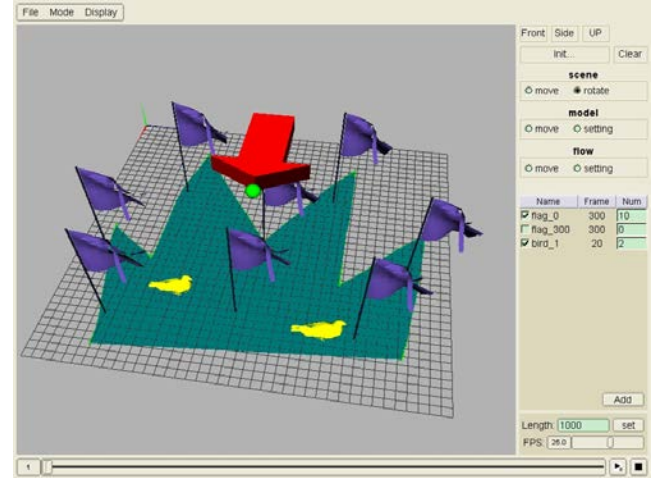 File Mode Display
Front Side UP
Init... Clear
scene
move rotate
model
move setting
flow
move setting
Name Frame Num
flag_0 300 10
flag_300 300 0
bird_1 20 2
Add
Length: 1000 set
FPS: 26.0
1